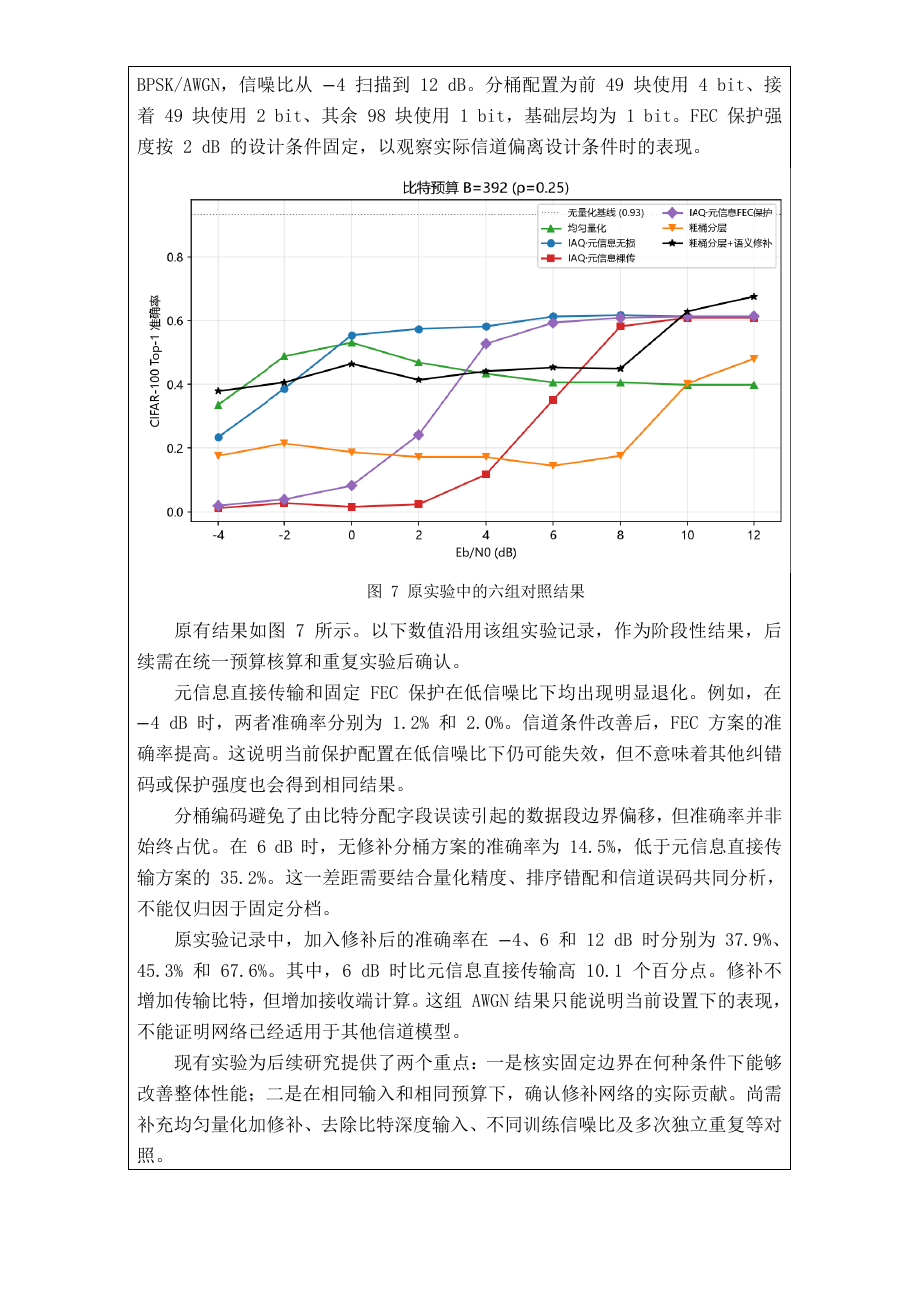 BPSK/AWGN，信噪比从 −4 扫描到 12 dB。分桶配置为前 49 块使用 4 bit、接
着 49 块使用 2 bit、其余 98 块使用 1 bit，基础层均为 1 bit。FEC 保护强
度按 2 dB 的设计条件固定，以观察实际信道偏离设计条件时的表现。
比特预算 B=392 (ρ=0.25)
无量化基线 (0.93)
均匀量化
IAQ·元信息无损
IAQ·元信息裸传
IAQ·元信息FEC保护
粗桶分层
粗桶分层+语义修补
CIFAR-100 Top-1 准确率
0.8
0.6
0.4
0.2
0.0
-4 -2 0 2 4 6 8 10 12
Eb/N0 (dB)
图 7 原实验中的六组对照结果
原有结果如图 7 所示。以下数值沿用该组实验记录，作为阶段性结果，后
续需在统一预算核算和重复实验后确认。
元信息直接传输和固定 FEC 保护在低信噪比下均出现明显退化。例如，在
−4 dB 时，两者准确率分别为 1.2% 和 2.0%。信道条件改善后，FEC 方案的准
确率提高。这说明当前保护配置在低信噪比下仍可能失效，但不意味着其他纠错
码或保护强度也会得到相同结果。
分桶编码避免了由比特分配字段误读引起的数据段边界偏移，但准确率并非
始终占优。在 6 dB 时，无修补分桶方案的准确率为 14.5%，低于元信息直接传
输方案的 35.2%。这一差距需要结合量化精度、排序错配和信道误码共同分析，
不能仅归因于固定分档。
原实验记录中，加入修补后的准确率在 −4、6 和 12 dB 时分别为 37.9%、
45.3% 和 67.6%。其中，6 dB 时比元信息直接传输高 10.1 个百分点。修补不
增加传输比特，但增加接收端计算。这组 AWGN 结果只能说明当前设置下的表现，
不能证明网络已经适用于其他信道模型。
现有实验为后续研究提供了两个重点：一是核实固定边界在何种条件下能够
改善整体性能；二是在相同输入和相同预算下，确认修补网络的实际贡献。尚需
补充均匀量化加修补、去除比特深度输入、不同训练信噪比及多次独立重复等对
照。